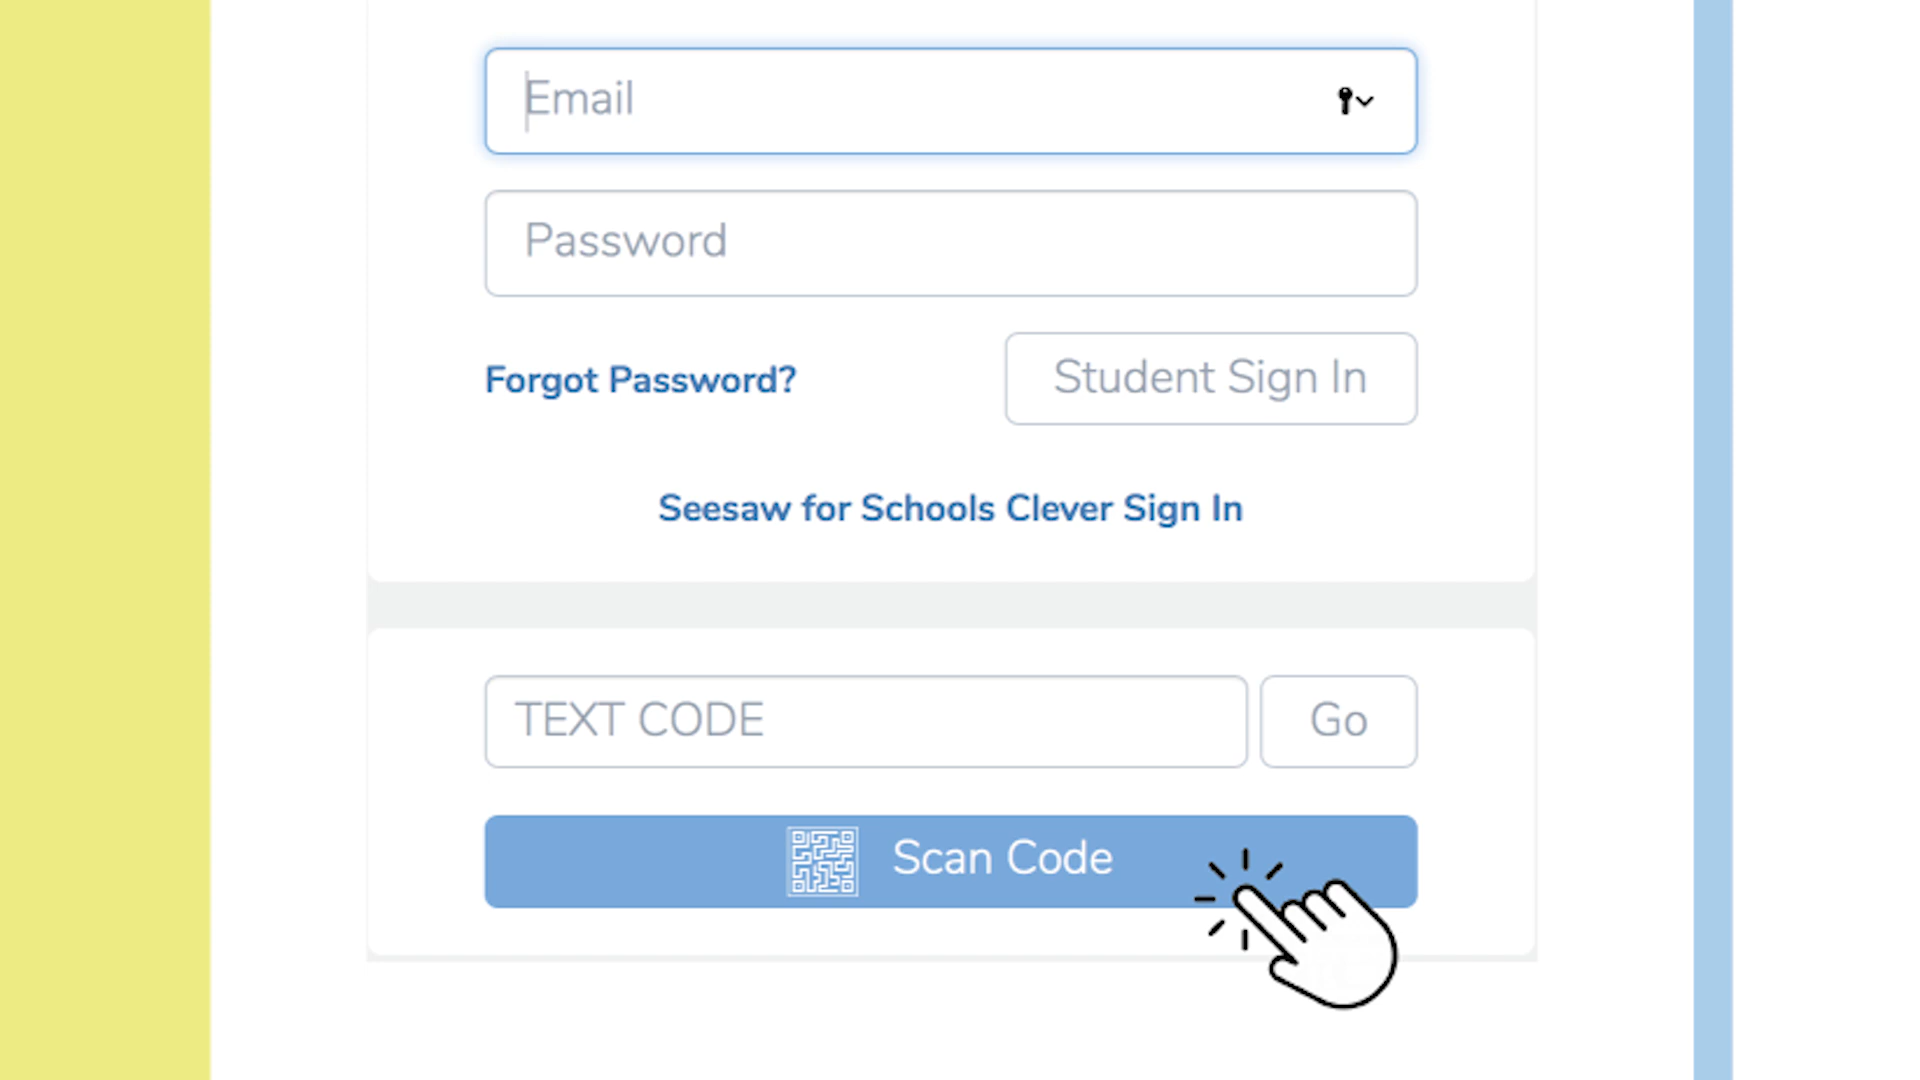 Email
Password
Forgot Password?
Student Sign In
Seesaw for Schools Clever Sign In
TEXT CODE
Go
Scan Code